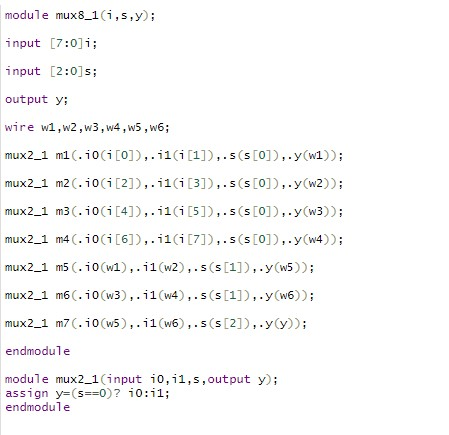 module mux8_1(i,s,y);
input [7:0]i;
input [2:0]s;
output y;
wire w1,w2,w3,w4,w5,w6;
mux2_1 m1(.i0(i[0]),.i1(i[1]),.s(s[0]),.y(w1));
mux2_1 m2(.i0(i[2]),.i1(i[3]),.s(s[0]),.y(w2));
mux2_1 m3(.i0(i[4]),.i1(i[5]),.s(s[0]),.y(w3));
mux2_1 m4(.i0(i[6]),.i1(i[7]),.s(s[0]),.y(w4));
mux2_1 m5(.i0(w1),.i1(w2),.s(s[1]),.y(w5));
mux2_1 m6(.i0(w3),.i1(w4),.s(s[1]),.y(w6));
mux2_1 m7(.i0(w5),.i1(w6),.s(s[2]),.y(y));
endmodule
module mux2_1(input i0,i1,s,output y);
assign y=(s==0)? i0:i1;
endmodule